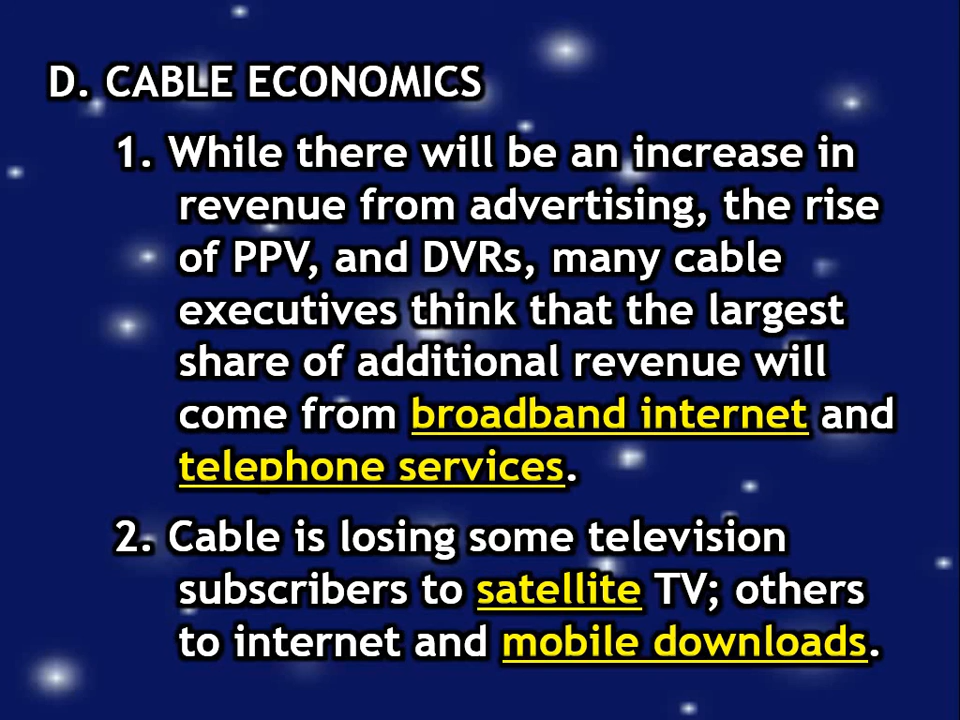 D. CABLE ECONOMICS
1. While there will be an increase in
revenue from advertising, the rise
of PPV, and DVRs, many cable
executives think that the largest
share of additional revenue will
come from broadband internet and
telephone services.
2. Cable is losing some television
subscribers to satellite TV; others
to internet and mobile downloads.